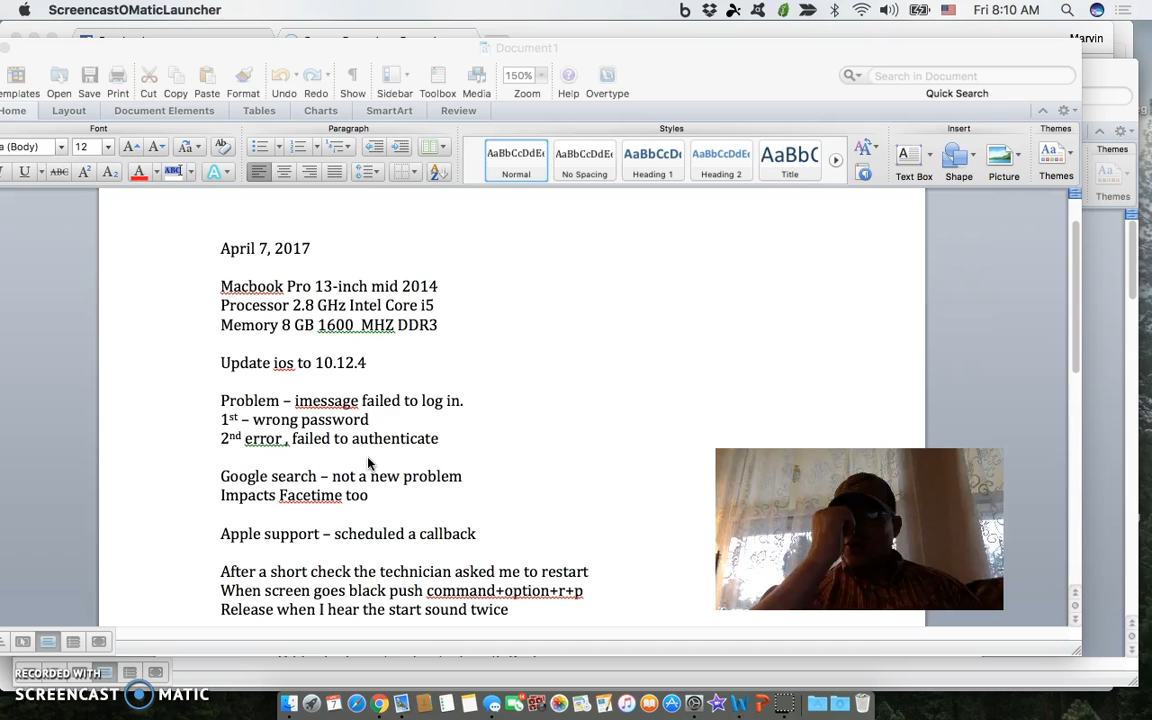 ScreencastOMaticLauncher
Fri 8:10 AM
Marvin
Document1
emplates Open Save Print Cut Copy Paste Format Undo Redo Show Sidebar Toolbox Media Zoom Help Overtype
150%
Search in Document
Quick Search
Home Layout Document Elements Tables Charts SmartArt Review
Font Paragraph Styles Insert Themes
a (Body) 12
AaBbCcDdEe AaBbCcDdEe AaBbCcDc AaBbCcDdEe AaBbC
Normal No Spacing Heading 1 Heading 2 Title
Text Box Shape Picture Themes
Themes
Themes
April 7, 2017
Macbook Pro 13-inch mid 2014
Processor 2.8 GHz Intel Core i5
Memory 8 GB 1600 MHZ DDR3
Update ios to 10.12.4
Problem – imessage failed to log in.
1st – wrong password
2nd error , failed to authenticate
Google search – not a new problem
Impacts Facetime too
Apple support – scheduled a callback
After a short check the technician asked me to restart
When screen goes black push command+option+r+p
Release when I hear the start sound twice
RECORDED WITH
SCREENCAST MATIC